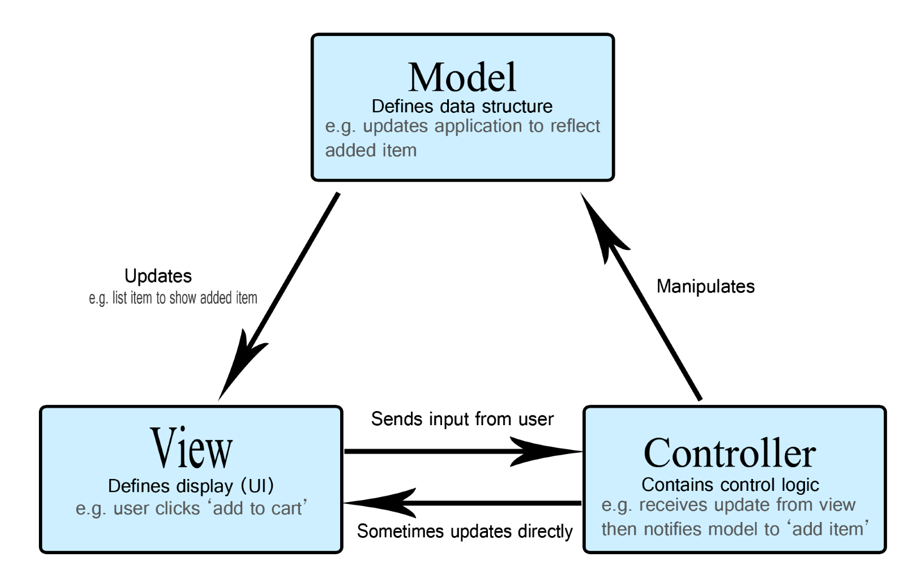 Model
Defines data structure
e.g. updates application to reflect
added item
Updates
e.g. list item to show added item
Manipulates
Sends input from user
View
Defines display (UI)
e.g. user clicks ‘add to cart’
Controller
Contains control logic
e.g. receives update from view
then notifies model to ‘add item’
Sometimes updates directly